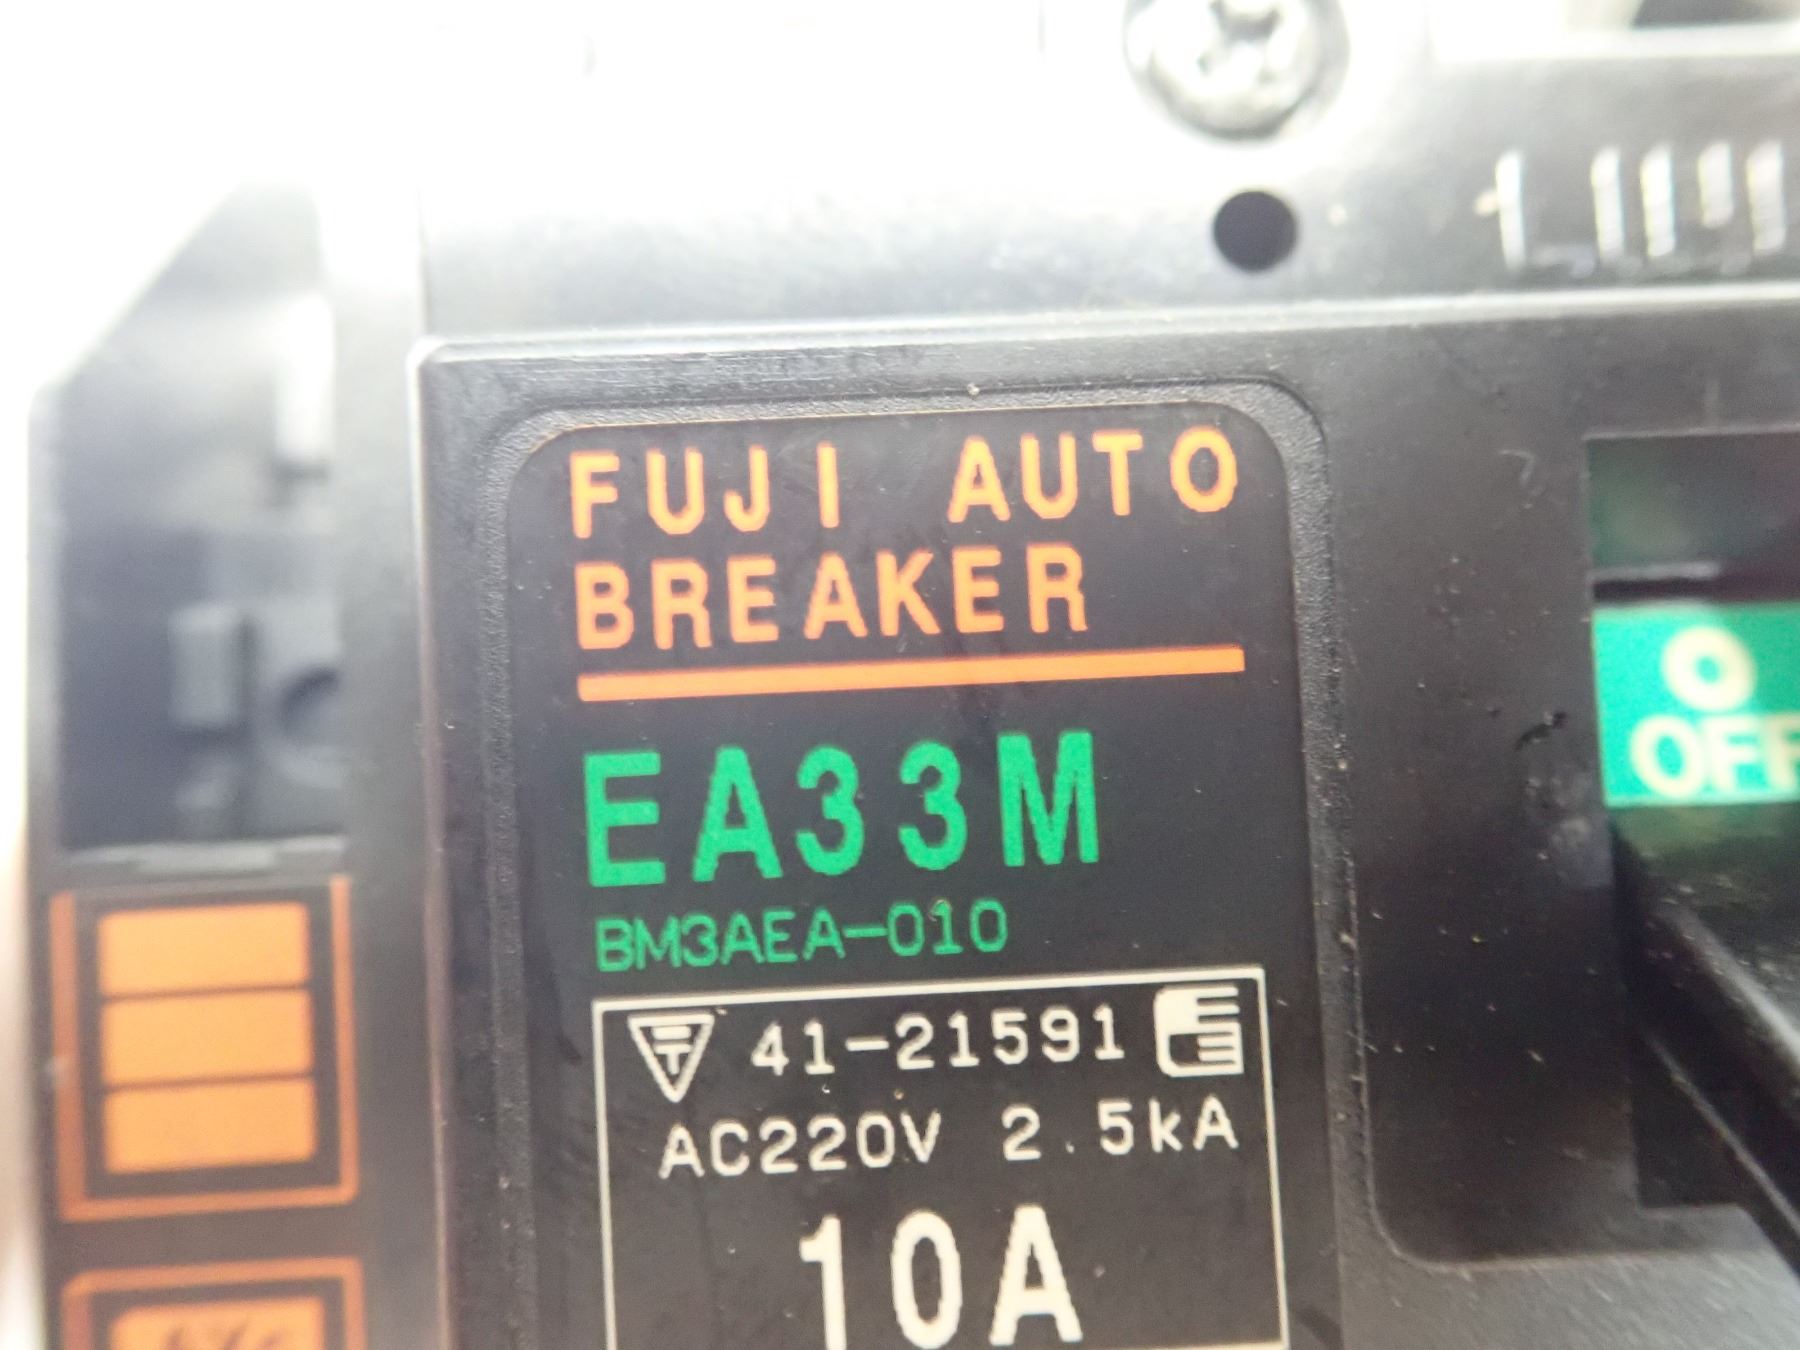 FUJI AUTO
BREAKER
EA33M
BM3AEA-010
41-21591
AC220V 2.5kA
10A
O
OFF